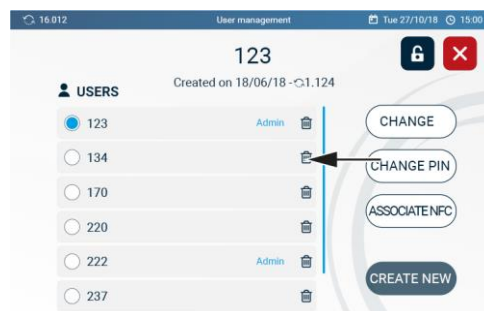 16.012 User management Tue 27/10/18 15:00
123
Created on 18/06/18 - 1.124
USERS
123 Admin
CHANGE
134
CHANGE PIN
170
ASSOCIATE NFC
220
222 Admin
CREATE NEW
237